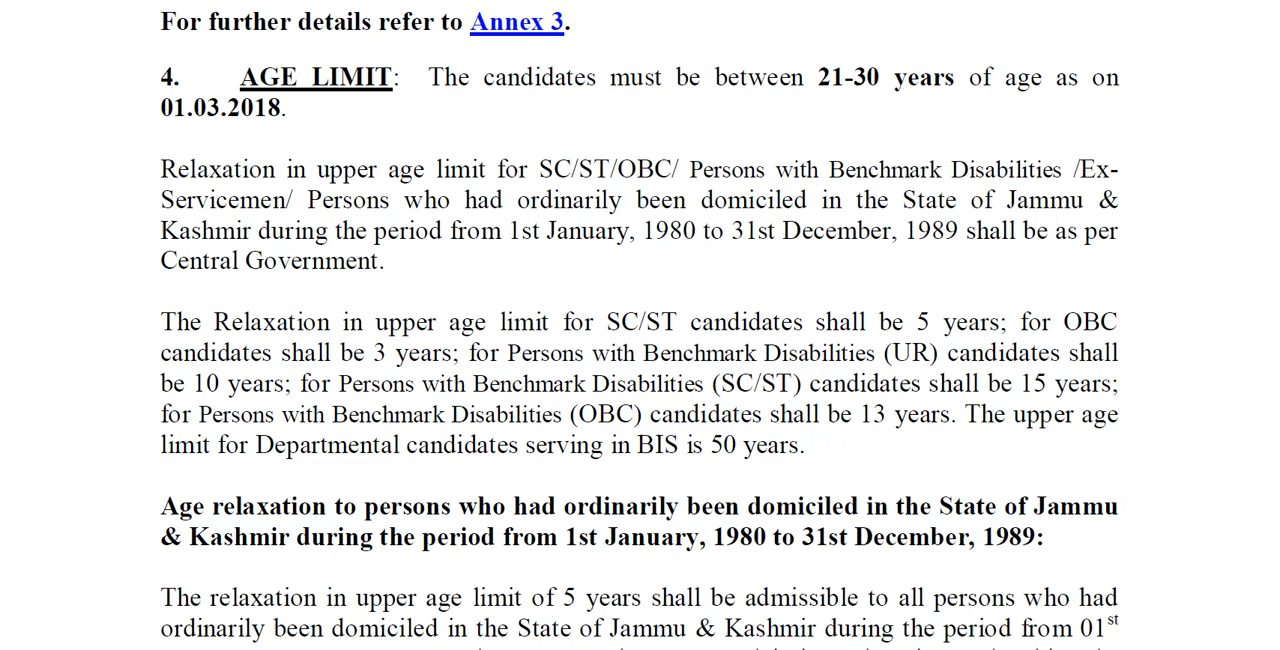 For further details refer to Annex 3.
4. AGE LIMIT: The candidates must be between 21-30 years of age as on
01.03.2018.
Relaxation in upper age limit for SC/ST/OBC/ Persons with Benchmark Disabilities /Ex-
Servicemen/ Persons who had ordinarily been domiciled in the State of Jammu &
Kashmir during the period from 1st January, 1980 to 31st December, 1989 shall be as per
Central Government.
The Relaxation in upper age limit for SC/ST candidates shall be 5 years; for OBC
candidates shall be 3 years; for Persons with Benchmark Disabilities (UR) candidates shall
be 10 years; for Persons with Benchmark Disabilities (SC/ST) candidates shall be 15 years;
for Persons with Benchmark Disabilities (OBC) candidates shall be 13 years. The upper age
limit for Departmental candidates serving in BIS is 50 years.
Age relaxation to persons who had ordinarily been domiciled in the State of Jammu
& Kashmir during the period from 1st January, 1980 to 31st December, 1989:
The relaxation in upper age limit of 5 years shall be admissible to all persons who had
ordinarily been domiciled in the State of Jammu & Kashmir during the period from 01st